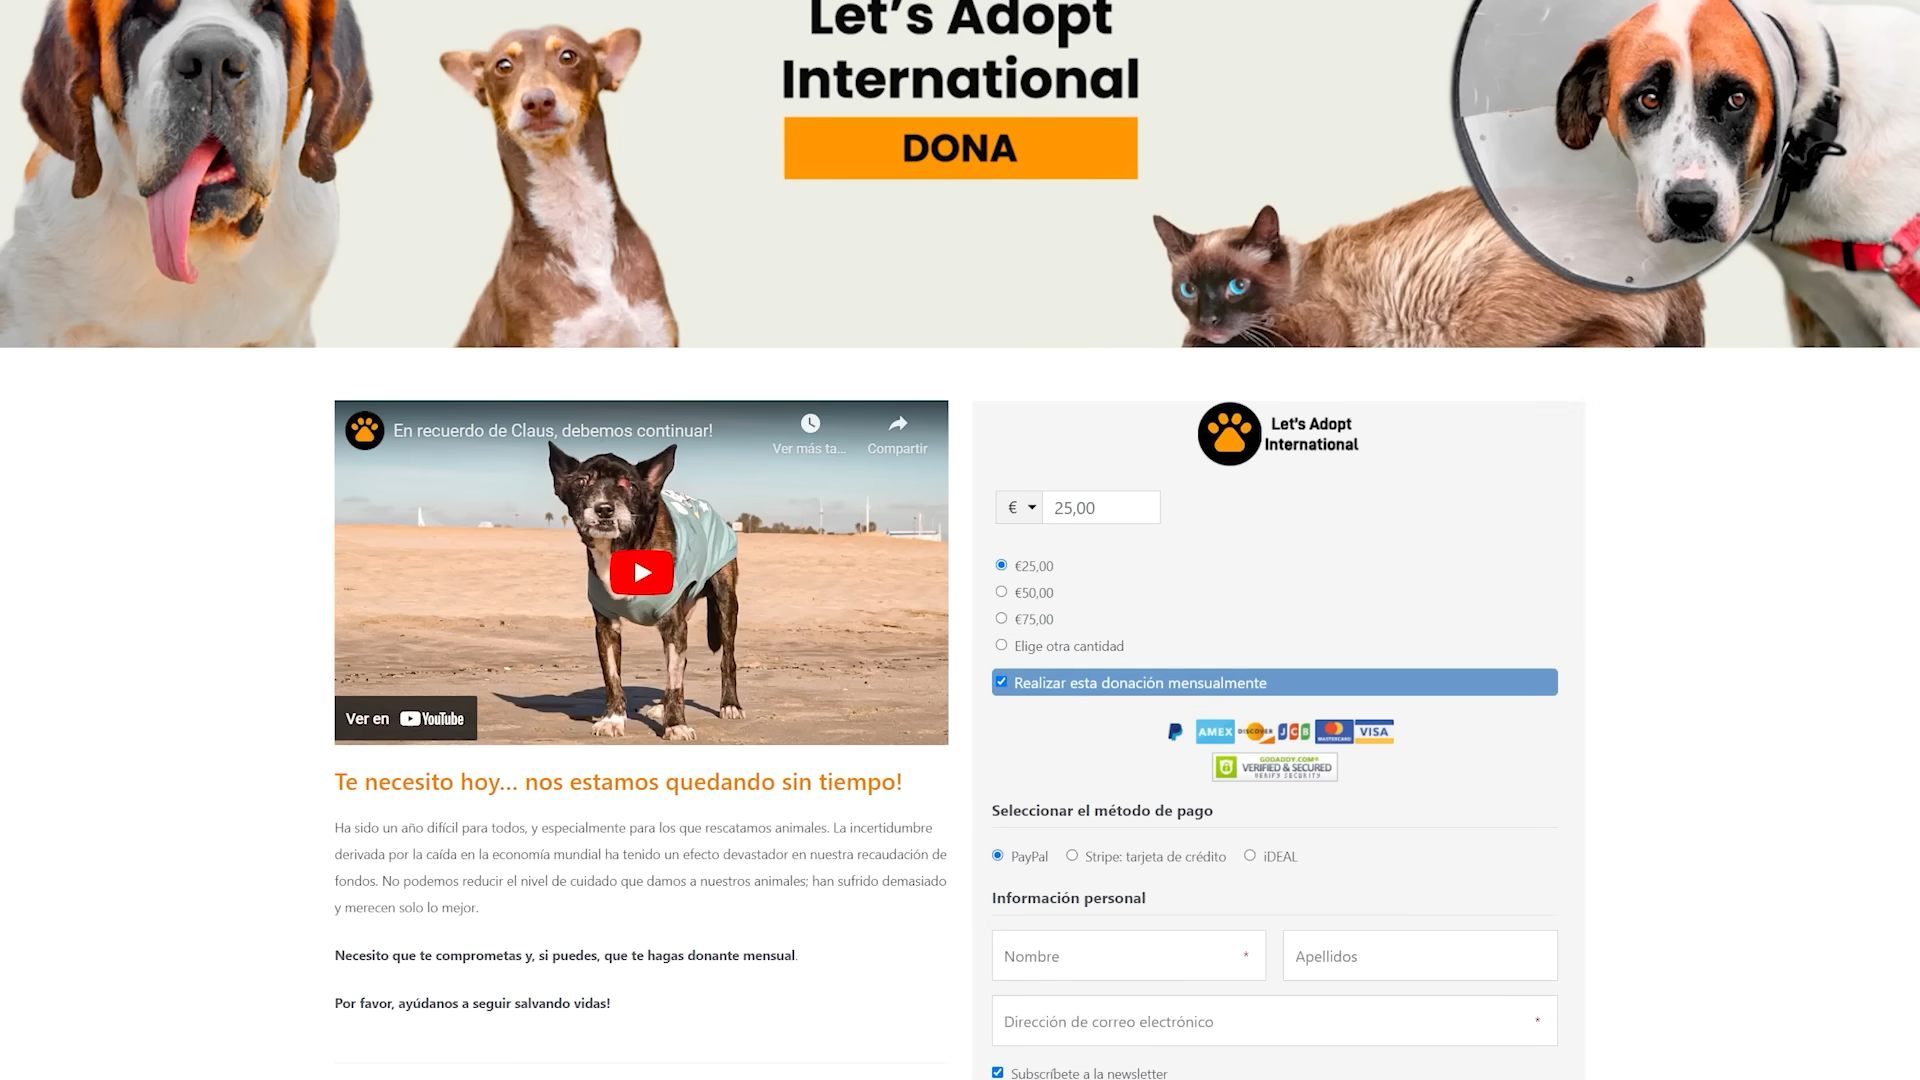 Let's Adopt
International
DONA
En recuerdo de Claus, debemos continuar!
Ver más ta...
Compartir
Ver en YouTube
Te necesito hoy... nos estamos quedando sin tiempo!
Ha sido un año difícil para todos, y especialmente para los que rescatamos animales. La incertidumbre
derivada por la caída en la economía mundial ha tenido un efecto devastador en nuestra recaudación de
fondos. No podemos reducir el nivel de cuidado que damos a nuestros animales; han sufrido demasiado
y merecen solo lo mejor.
Necesito que te comprometas y, si puedes, que te hagas donante mensual.
Por favor, ayúdanos a seguir salvando vidas!
Let's Adopt
International
€ 25,00
€25,00
€50,00
€75,00
Elige otra cantidad
Realizar esta donación mensualmente
AMEX DISCOVER JCB MASTERCARD VISA
GODADDY.COM®
VERIFIED & SECURED
VERIFY SECURITY
Seleccionar el método de pago
PayPal Stripe: tarjeta de crédito iDEAL
Información personal
Nombre * Apellidos
Dirección de correo electrónico *
Subscríbete a la newsletter